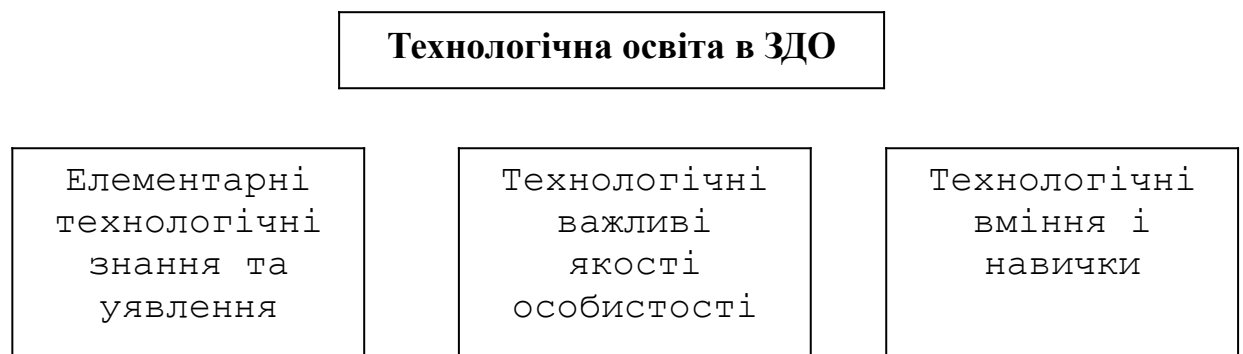 Технологічна освіта в ЗДО
Елементарні
технологічні
знання та
уявлення
Технологічні
важливі
якості
особистості
Технологічні
вміння і
навички